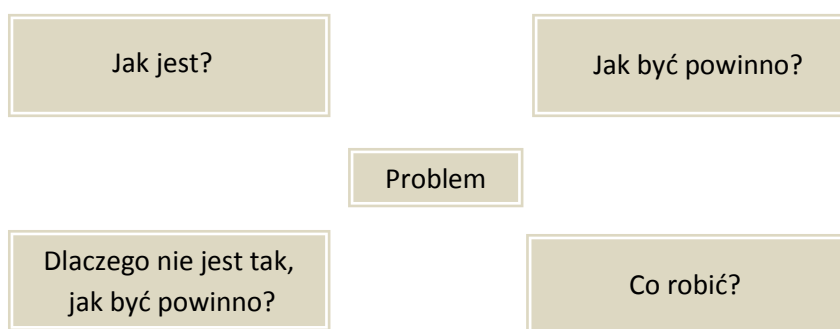 Jak jest?
Jak być powinno?
Problem
Dlaczego nie jest tak,
jak być powinno?
Co robić?